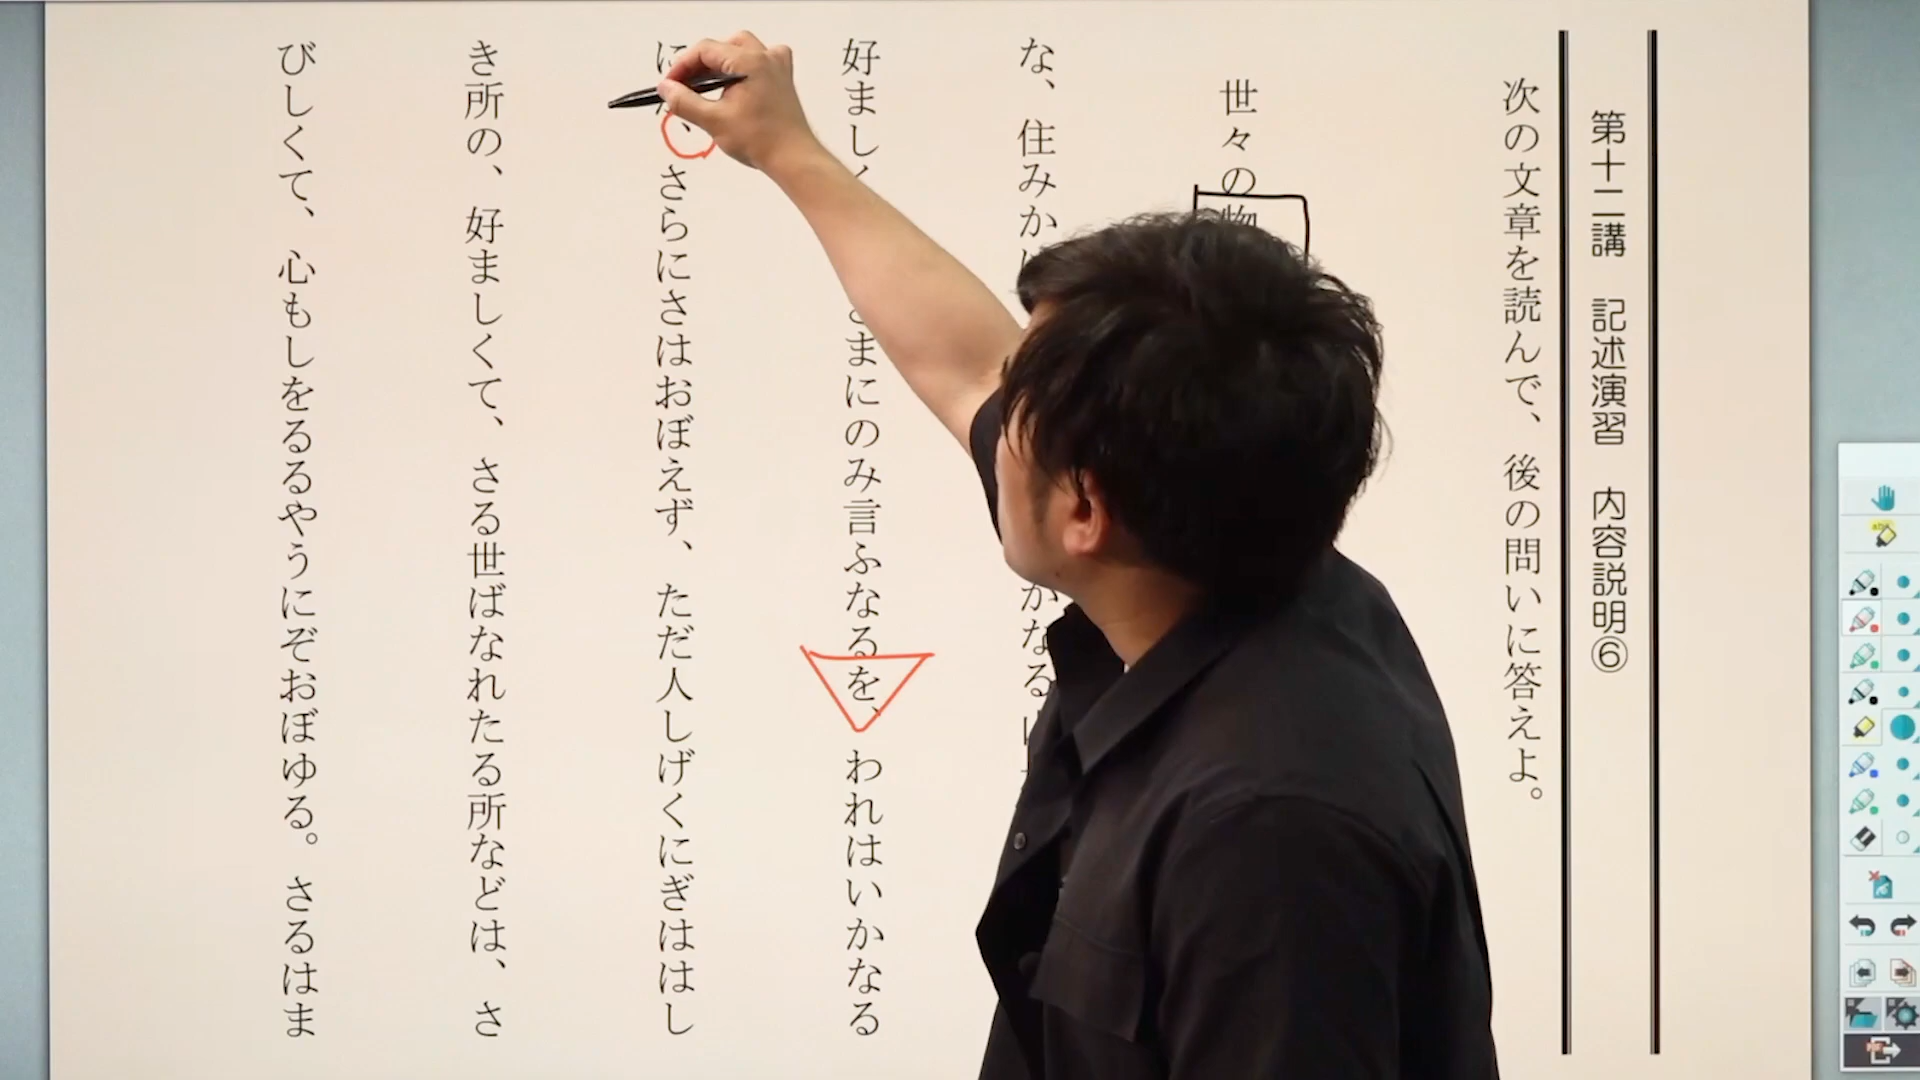 第十二講 記述演習 内容説明⑥
次の文章を読んで、後の問いに答えよ。
世々の物
な、住みか かなる
好ましく さまにのみ言ふなるを、われはいかなる
に 、さらにさはおぼえず、ただ人しげくにぎははし
き所の、好ましくて、さる世ばなれたる所などは、さ
びしくて、心もしをるるやうにぞおぼゆる。さるはま